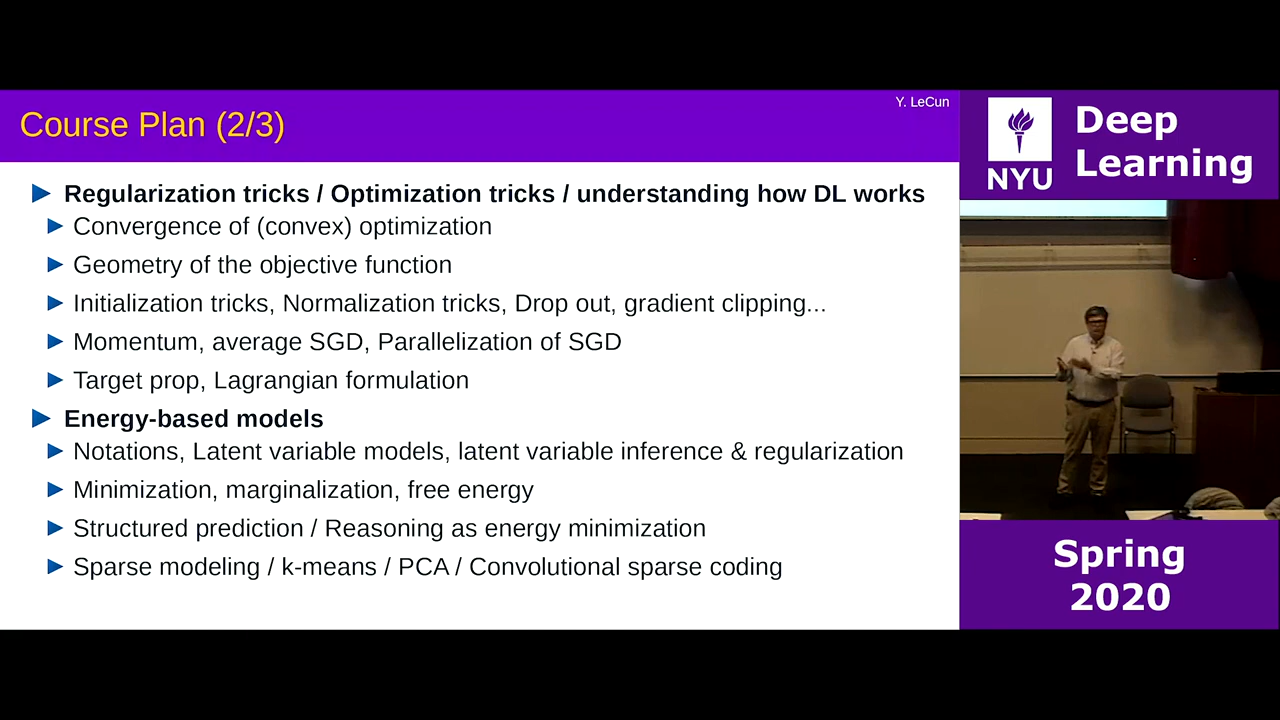 Y. LeCun
Course Plan (2/3)
Regularization tricks / Optimization tricks / understanding how DL works
Convergence of (convex) optimization
Geometry of the objective function
Initialization tricks, Normalization tricks, Drop out, gradient clipping...
Momentum, average SGD, Parallelization of SGD
Target prop, Lagrangian formulation
Energy-based models
Notations, Latent variable models, latent variable inference & regularization
Minimization, marginalization, free energy
Structured prediction / Reasoning as energy minimization
Sparse modeling / k-means / PCA / Convolutional sparse coding
NYU
Deep
Learning
Spring
2020